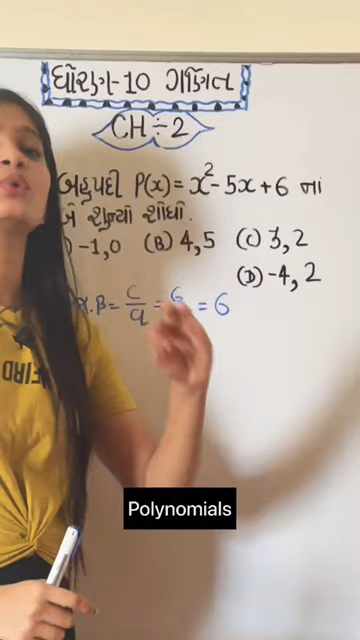 ધોરણ-10 ગણિત
CH ÷ 2
બહુપદી P(x) = x² - 5x + 6 નાં
બે શૂન્યો શોધો.
) -1,0 (B) 4,5 (C) 3,2
(D) -4, 2
α.β = c/a = 6 = 6
Polynomials